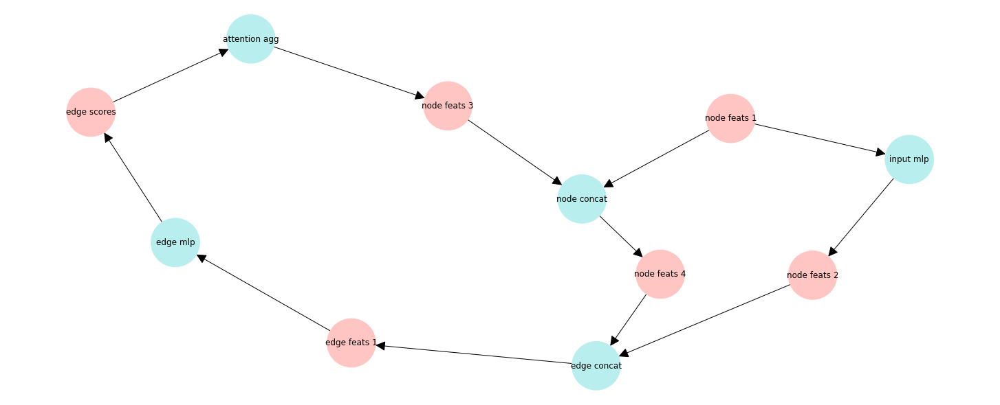 attention agg
node feats 3
edge scores
node feats 1
input mlp
node concat
edge mlp
node feats 4
node feats 2
edge feats 1
edge concat